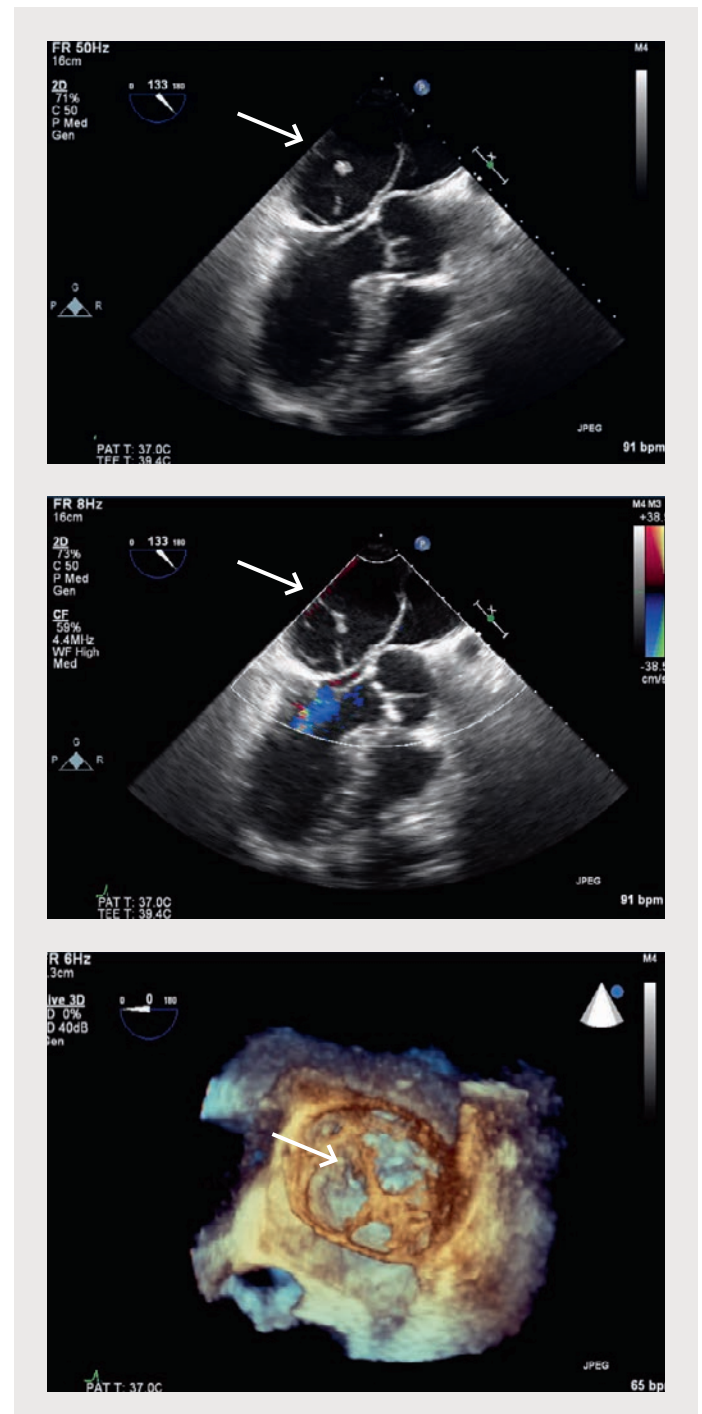 FR 50Hz
16cm
M4
2D
71%
C 50
P Med
Gen
0 133 180
P
X
G
P R
JPEG
PAT T: 37.0C
TEE T: 39.4C
91 bpm
FR 8Hz
16cm
M4 M3
+38.
2D
73%
C 50
P Med
Gen
0 133 180
P
X
CF
59%
4.4MHz
WF High
Med
-38.5
cm/s
G
P R
JPEG
PAT T: 37.0C
TEE T: 39.4C
91 bpm
R 6Hz
.3cm
M4
ive 3D
D 0%
D 40dB
Gen
0 0 180
JPEG
PAT T: 37.0C
65 bp